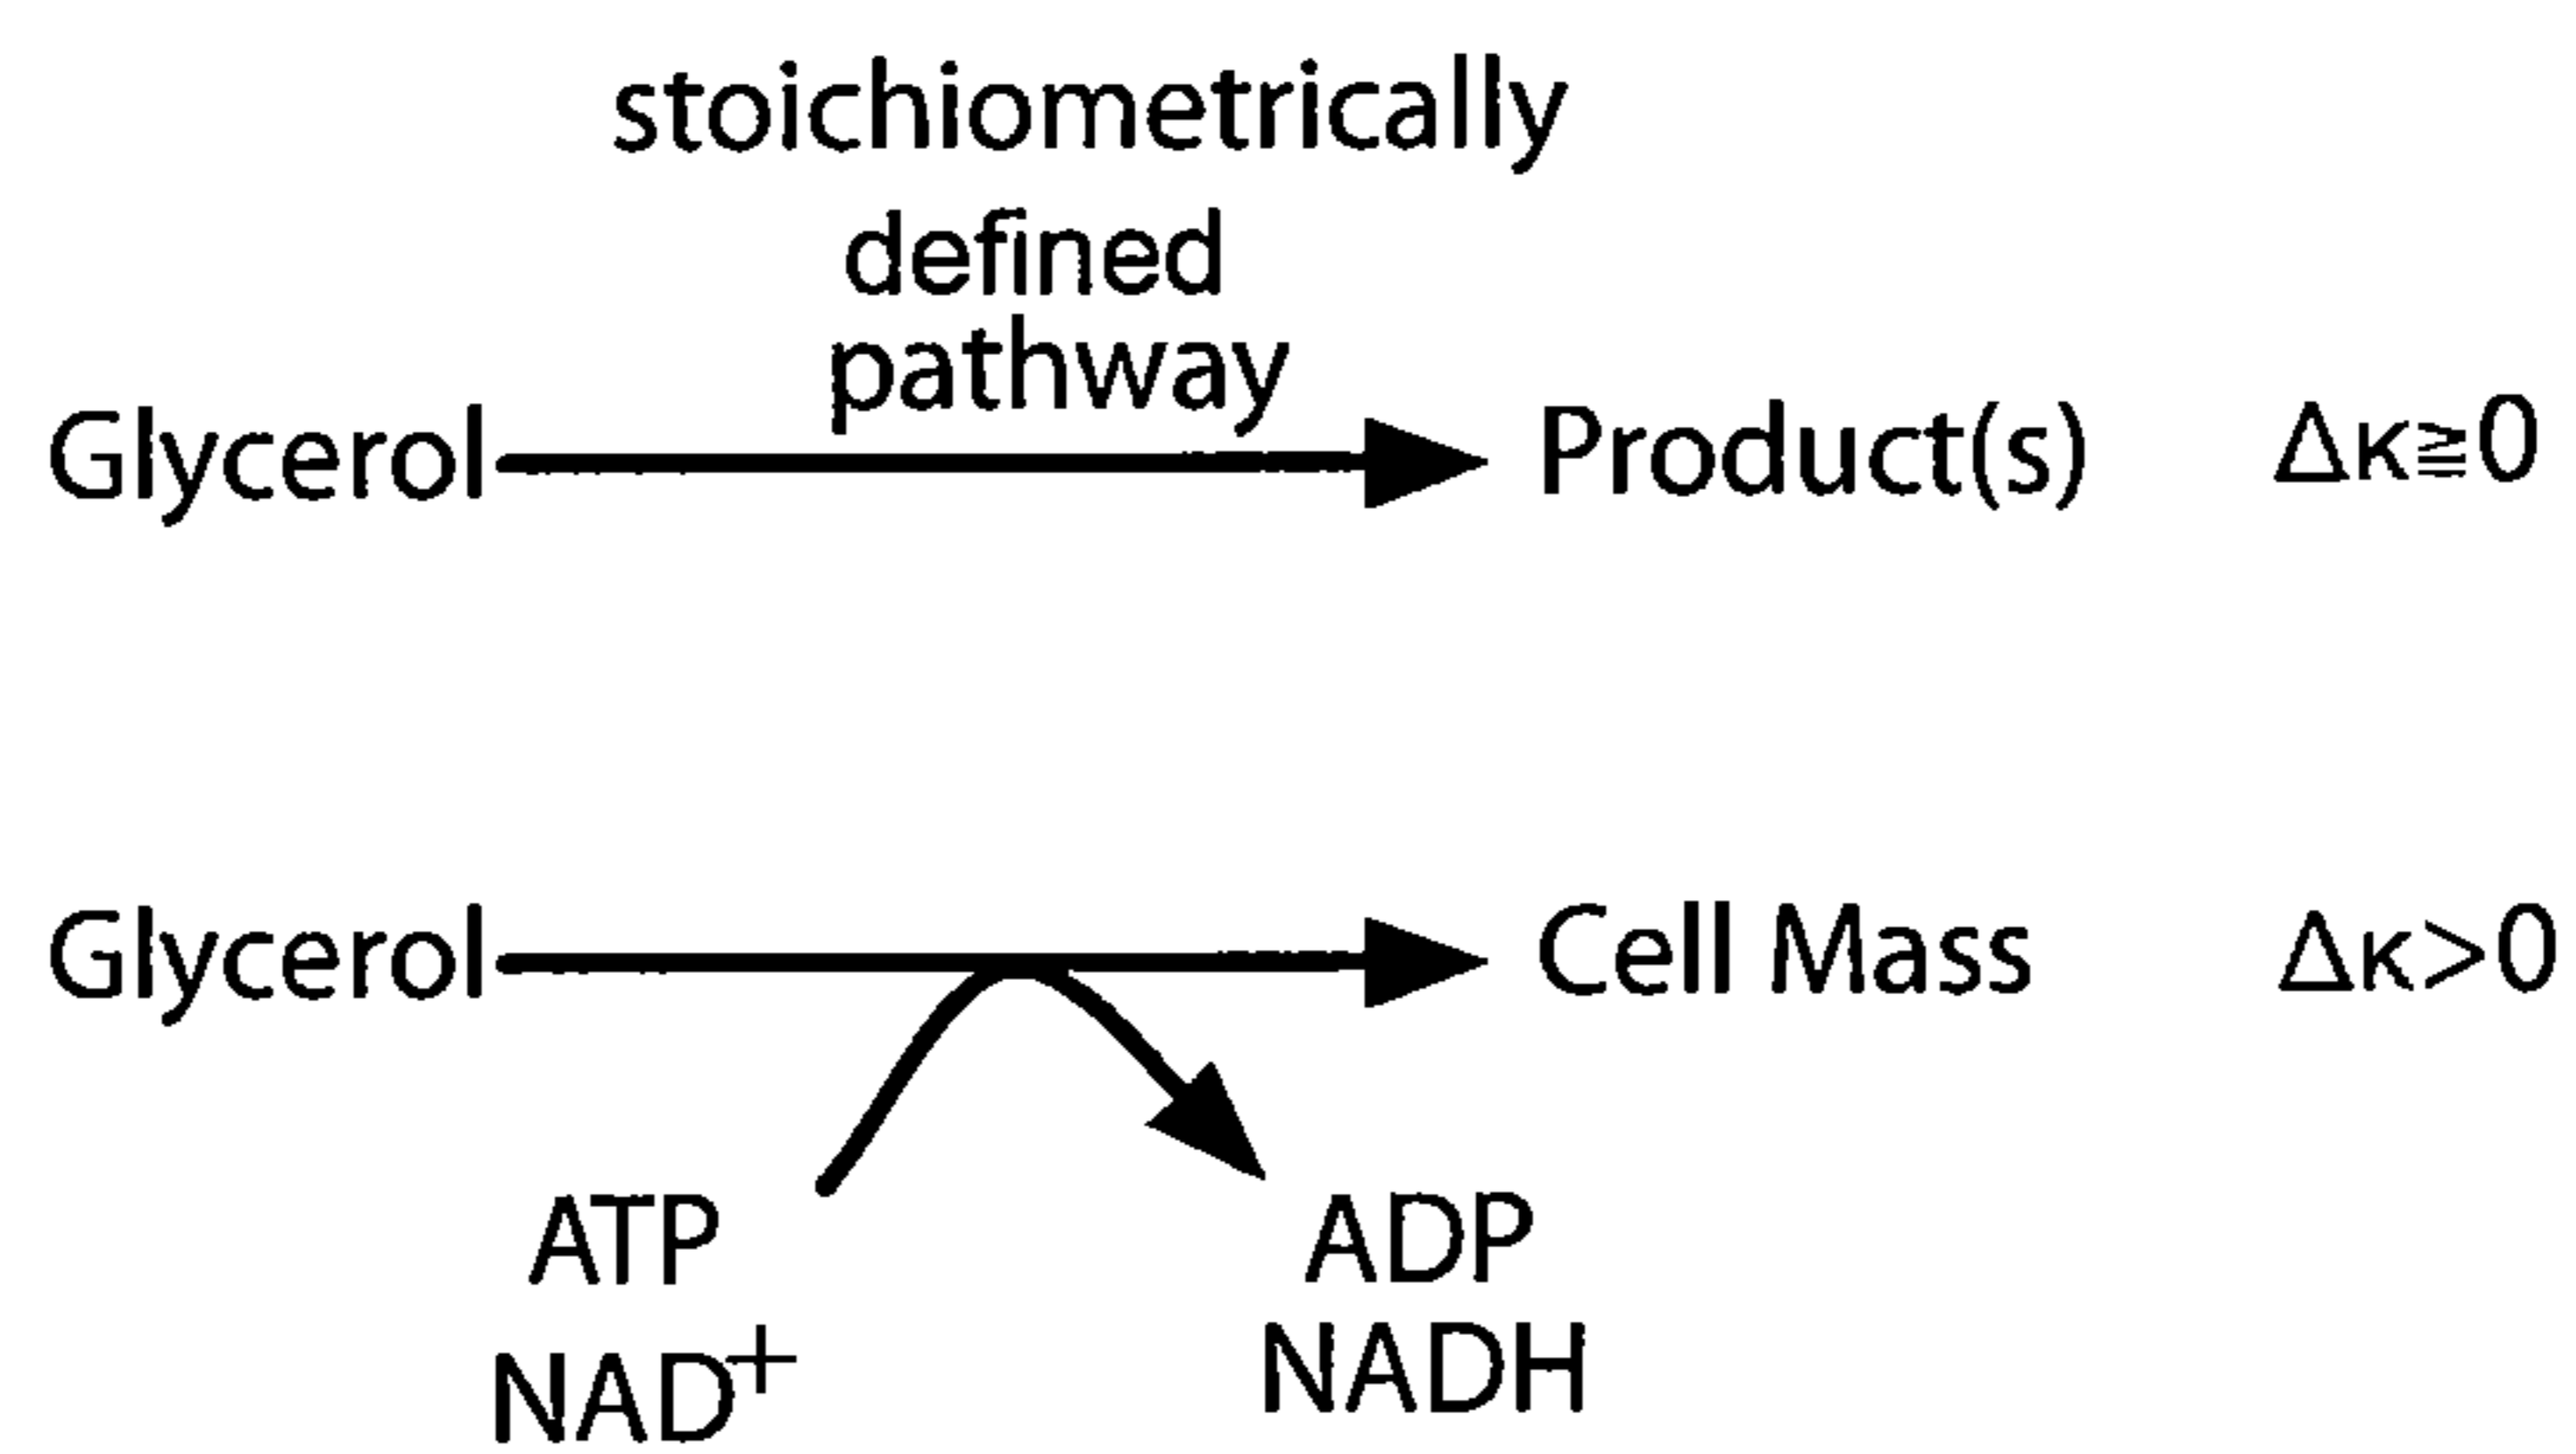 stoichiometrically
defined
pathway
Glycerol Product(s) Δκ≧0
Glycerol Cell Mass Δκ>0
ATP ADP
NAD+ NADH